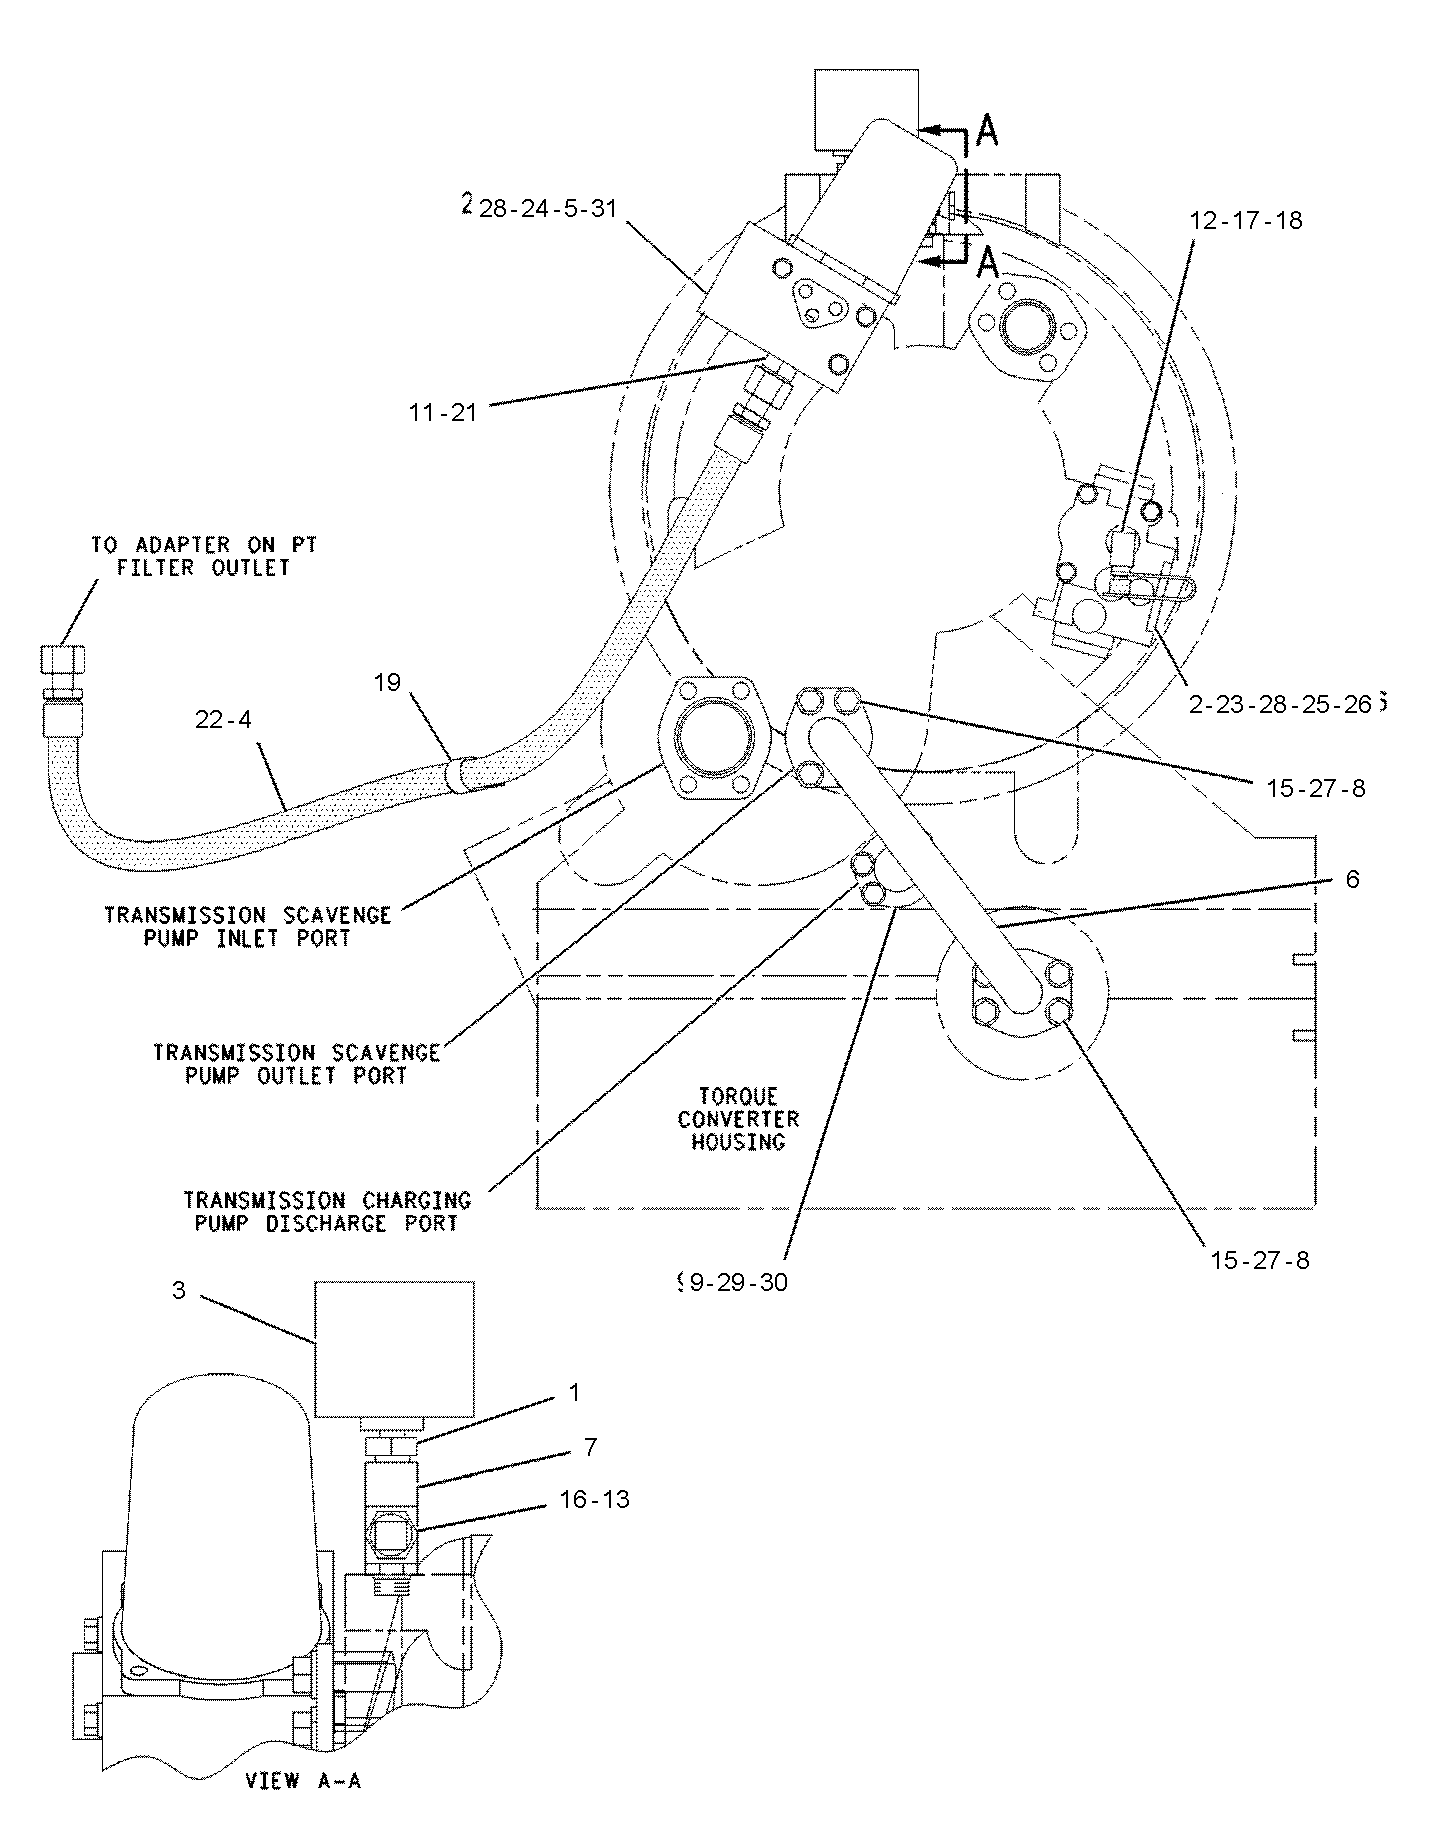 A
2 28-24-5-31
12-17-18
A
11-21
TO ADAPTER ON PT
FILTER OUTLET
19
22-4
2-23-28-25-26
15-27-8
6
TRANSMISSION SCAVENGE
PUMP INLET PORT
TRANSMISSION SCAVENGE
PUMP OUTLET PORT
TORQUE
CONVERTER
HOUSING
TRANSMISSION CHARGING
PUMP DISCHARGE PORT
15-27-8
9-29-30
3
1
7
16-13
VIEW A-A